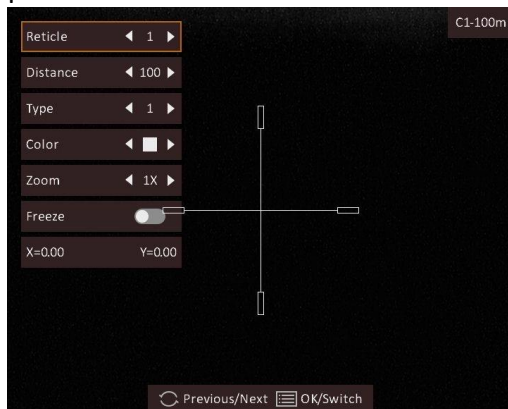 C1-100m
Reticle 1
Distance 100
Type 1
Color
Zoom 1X
Freeze
X=0.00 Y=0.00
Previous/Next OK/Switch